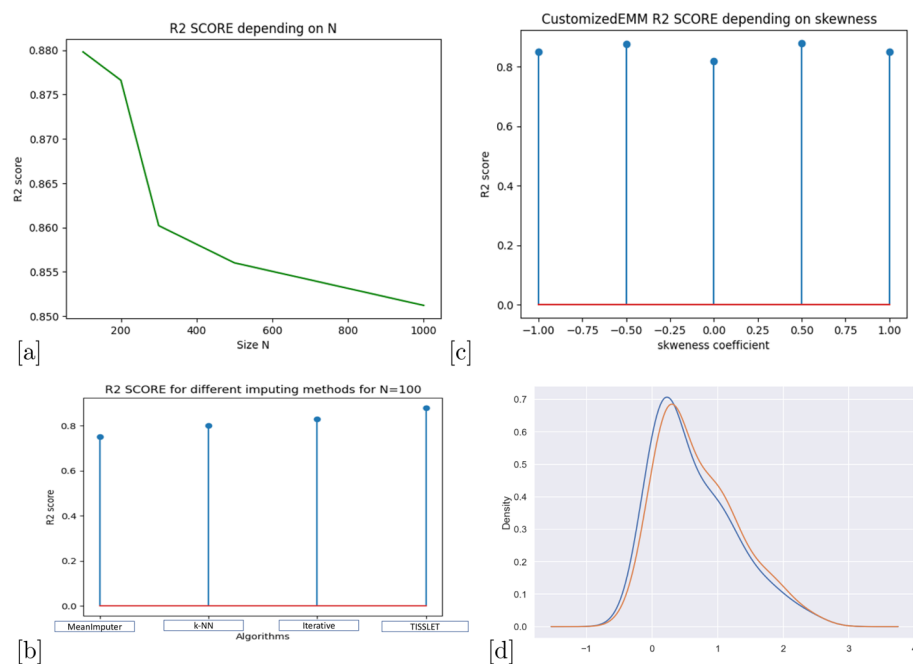 R2 SCORE depending on N
0.880
0.875
0.870
0.865
0.860
0.855
0.850
R2 score
200 400 600 800 1000
Size N
[a]
CustomizedEMM R2 SCORE depending on skewness
0.8
0.6
0.4
0.2
0.0
R2 score
−1.00 −0.75 −0.50 −0.25 0.00 0.25 0.50 0.75 1.00
skweness coefficient
[c]
R2 SCORE for different imputing methods for N=100
0.8
0.6
0.4
0.2
0.0
R2 score
MeanImputer k-NN Iterative TISSLET
Algorithms
[b]
0.7
0.6
0.5
0.4
0.3
0.2
0.1
0.0
Density
−1 0 1 2 3 4
[d]